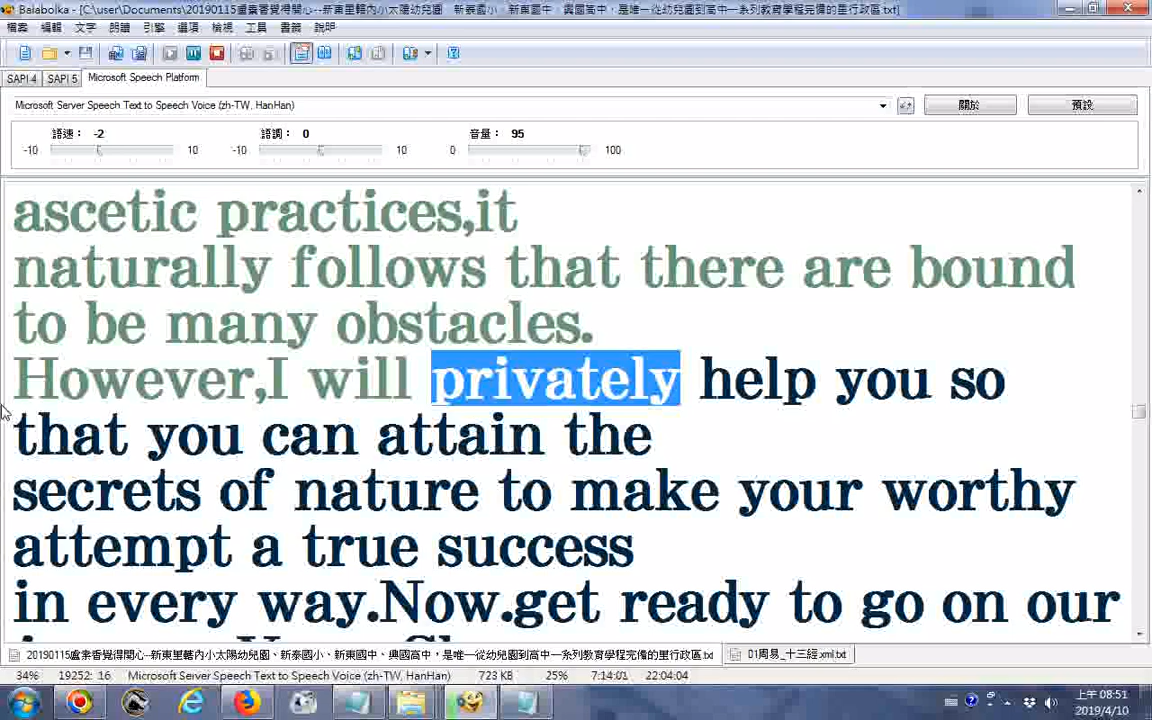 Balabolka - [C:\user\Documents\20190115盧素香覺得開心--新東里轄內小太陽幼兒園、新泰國小、新東國中、興國高中，是唯一從幼兒園到高中一系列教育學程完備的里行政區.txt]
檔案 編輯 文字 朗讀 引擎 選項 檢視 工具 書籤 說明
SAPI 4 SAPI 5 Microsoft Speech Platform
Microsoft Server Speech Text to Speech Voice (zh-TW, HanHan) 關於 預設
語速： -2 語調： 0 音量： 95
-10 10 -10 10 0 100
ascetic practices,it
naturally follows that there are bound
to be many obstacles.
However,I will privately help you so
that you can attain the
secrets of nature to make your worthy
attempt a true success
in every way.Now.get ready to go on our
20190115盧素香覺得開心--新東里轄內小太陽幼兒園、新泰國小、新東國中、興國高中，是唯一從幼兒園到高中一系列教育學程完備的里行政區.txt 01周易_十三經.xml.txt
34% 19252: 16 Microsoft Server Speech Text to Speech Voice (zh-TW, HanHan) 723 KB 25% 7:14:01 22:04:04
上午 08:51
2019/4/10